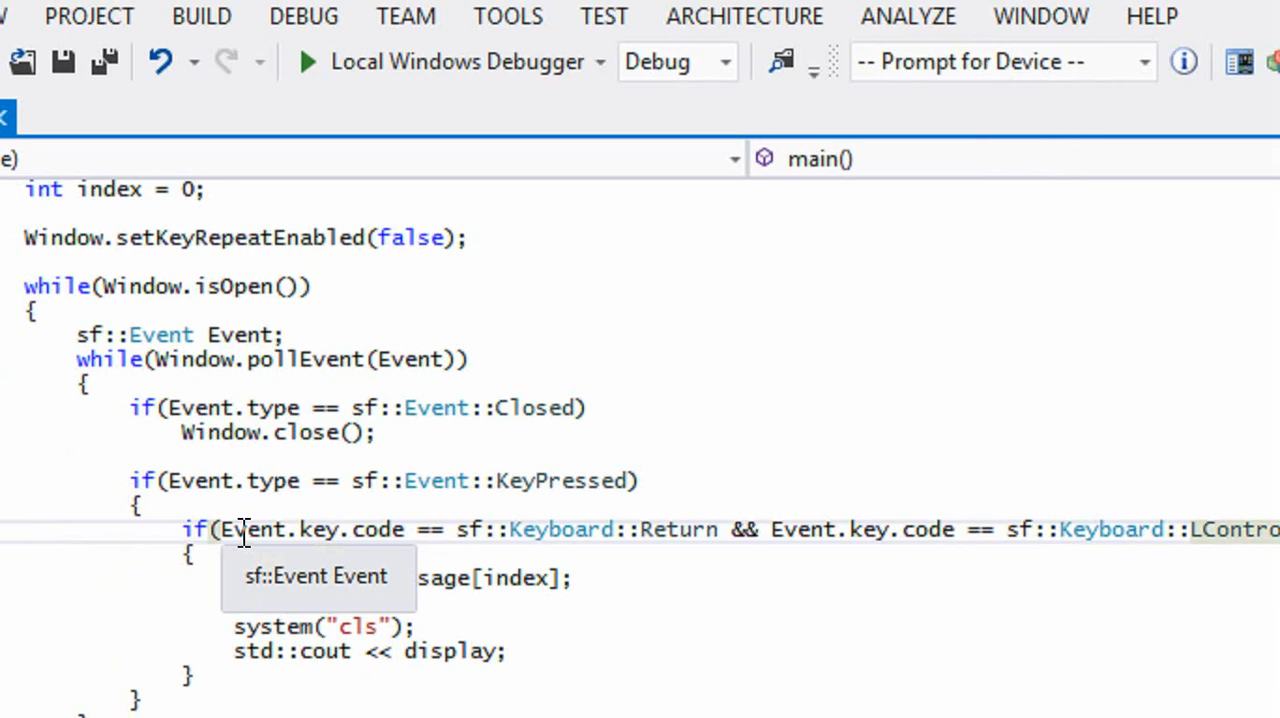 PROJECT BUILD DEBUG TEAM TOOLS TEST ARCHITECTURE ANALYZE WINDOW HELP
Local Windows Debugger Debug -- Prompt for Device --
e) main()
int index = 0;
Window.setKeyRepeatEnabled(false);
while(Window.isOpen())
{
sf::Event Event;
while(Window.pollEvent(Event))
{
if(Event.type == sf::Event::Closed)
Window.close();
if(Event.type == sf::Event::KeyPressed)
{
if(Event.key.code == sf::Keyboard::Return && Event.key.code == sf::Keyboard::LContro
{
sf::Event Event
sage[index];
system("cls");
std::cout << display;
}
}